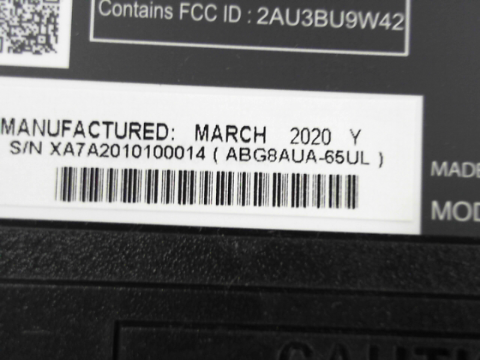 Contains FCC ID : 2AU3BU9W42
MANUFACTURED: MARCH 2020 Y
S/N XA7A2010100014 ( ABG8AUA-65UL )
MADE
MOD